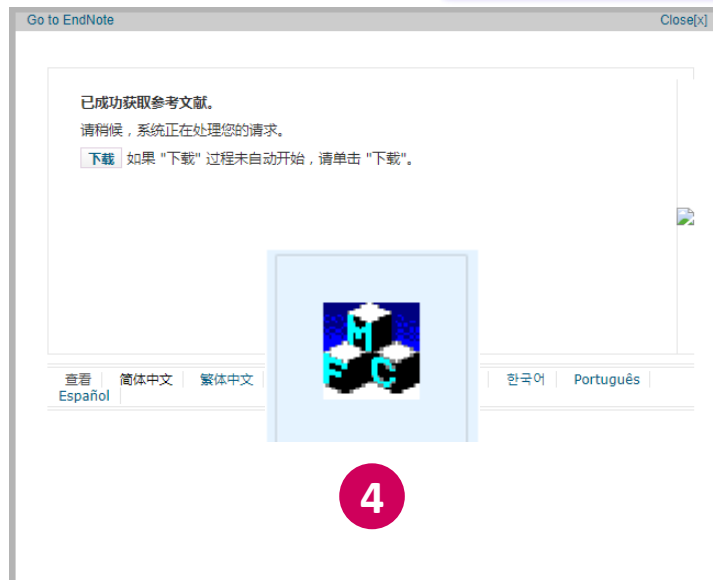 Go to EndNote Close[x]
已成功获取参考文献。
请稍候，系统正在处理您的请求。
下载 如果 "下载" 过程未自动开始，请单击 "下载"。
M
F C
查看 简体中文 繁体中文 한국어 Português
Español
4